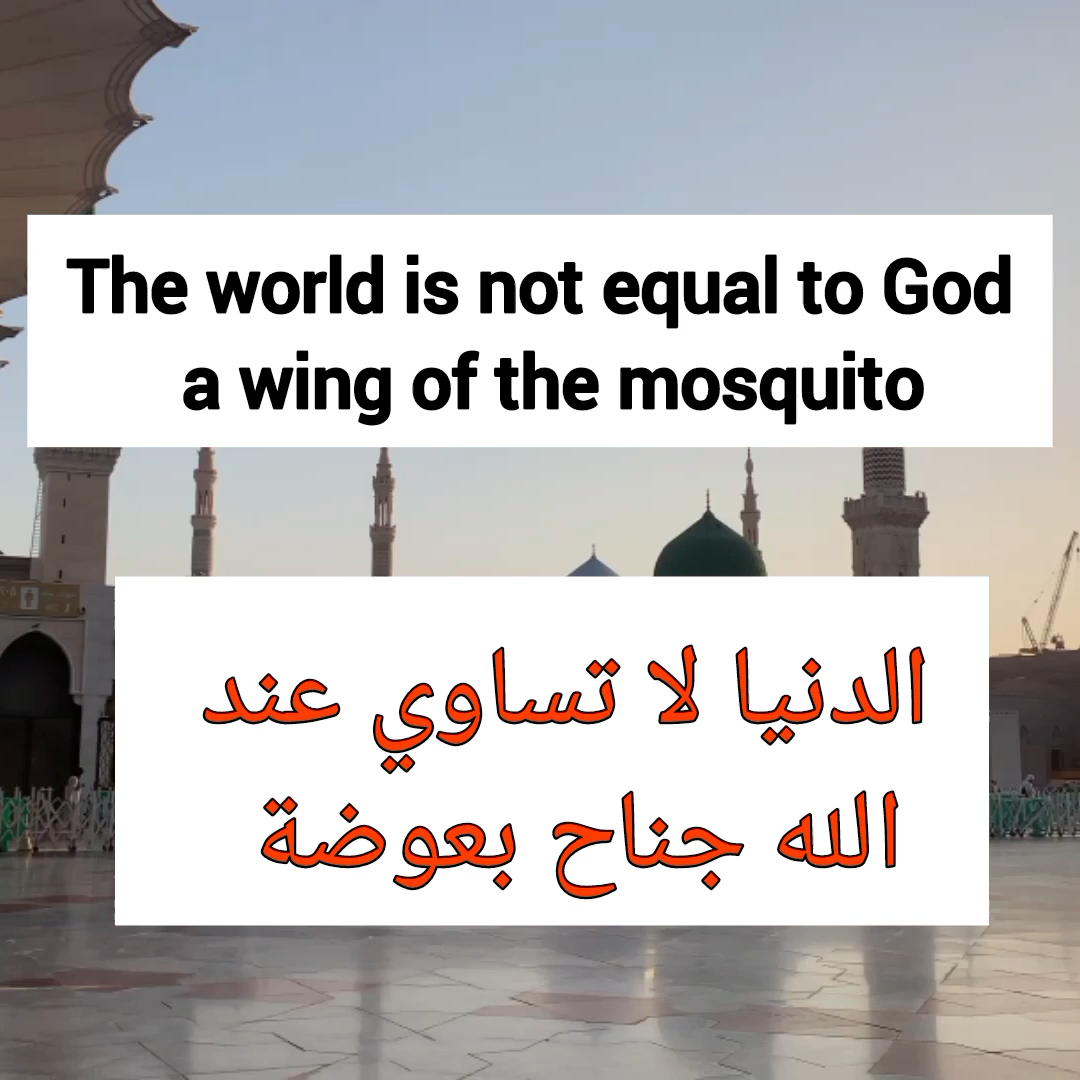 The world is not equal to God
a wing of the mosquito
الدنيا لا تساوي عند
الله جناح بعوضة